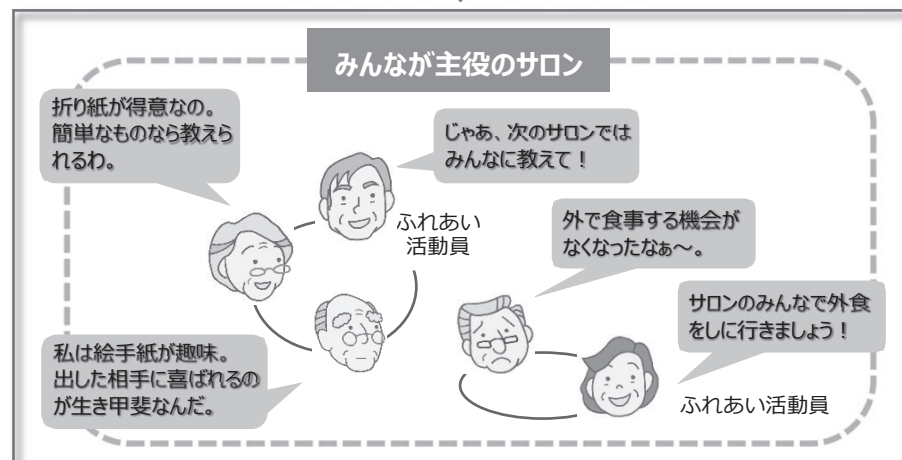 みんなが主役のサロン
折り紙が得意なの。
簡単なものなら教えら
れるわ。
じゃあ、次のサロンでは
みんなに教えて！
ふれあい
活動員
外で食事する機会が
なくなったなぁ～。
サロンのみんなで外食
をしに行きましょう！
私は絵手紙が趣味。
出した相手に喜ばれるの
が生き甲斐なんだ。
ふれあい活動員